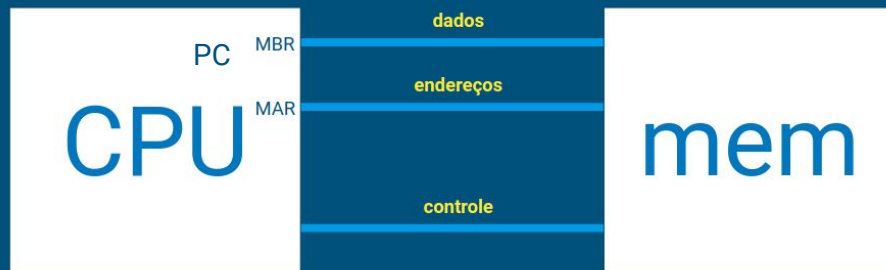 dados
PC MBR
endereços
CPU MAR
mem
controle